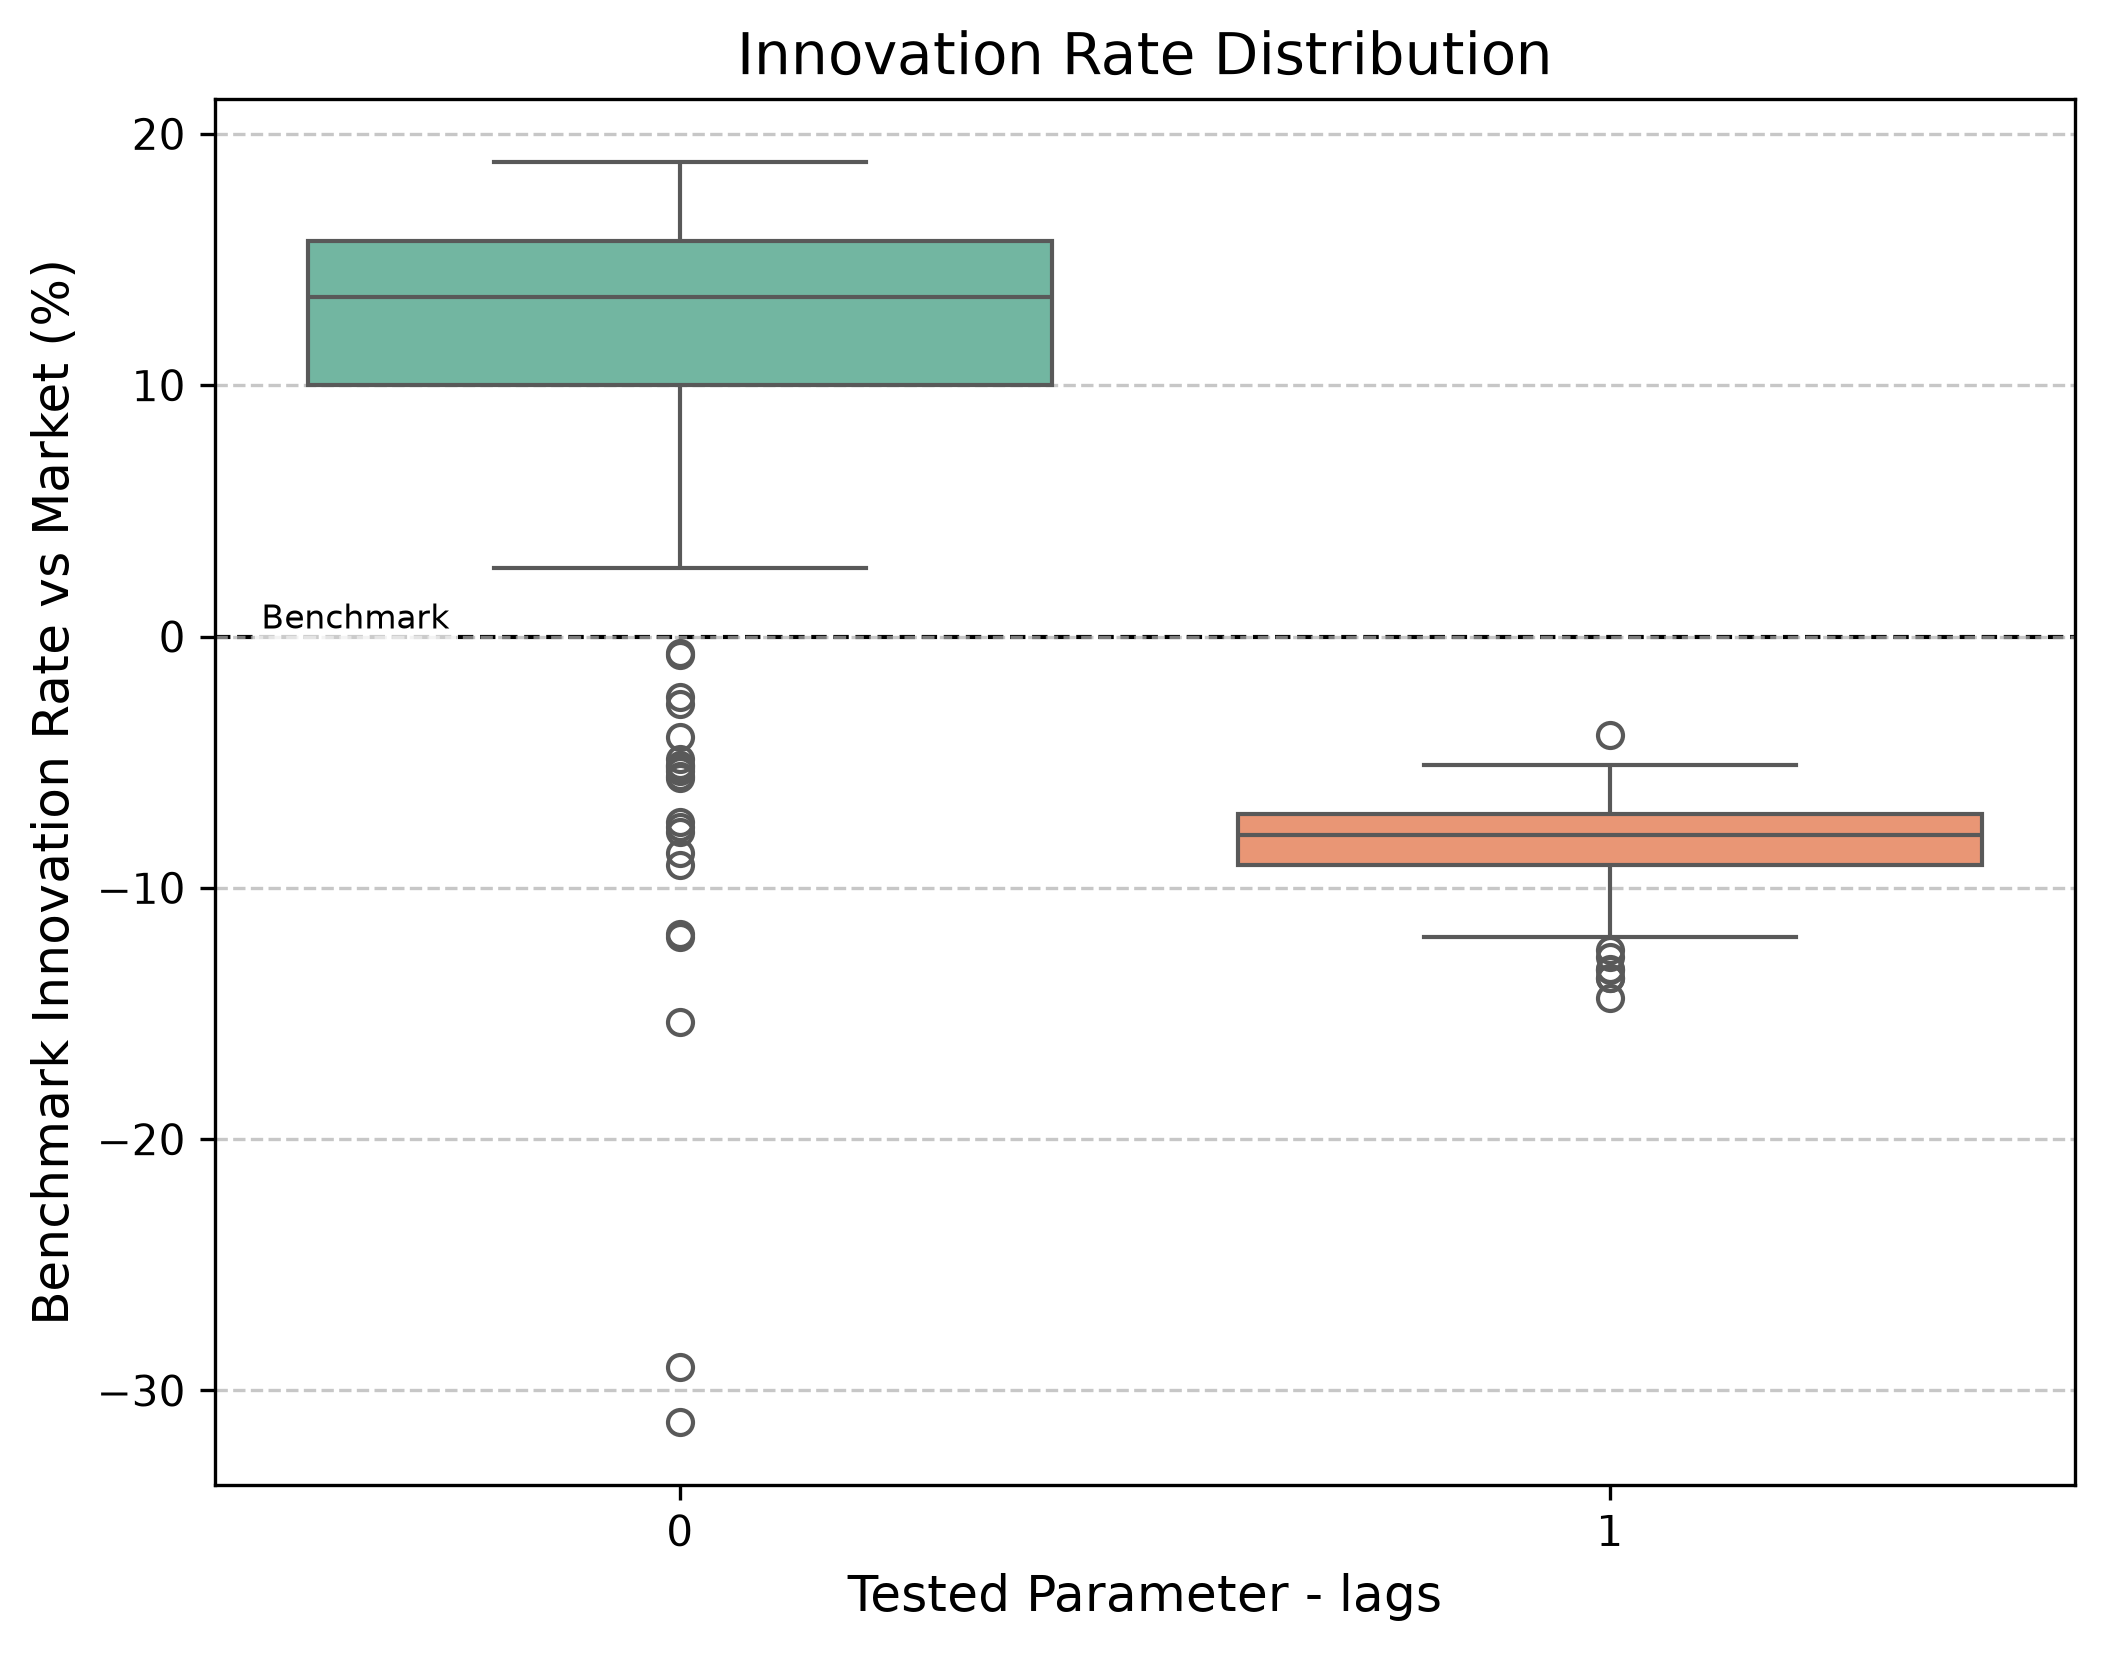 Innovation Rate Distribution
Benchmark Innovation Rate vs Market (%)
20
10
0
−10
−20
−30
Benchmark
0
1
Tested Parameter - lags